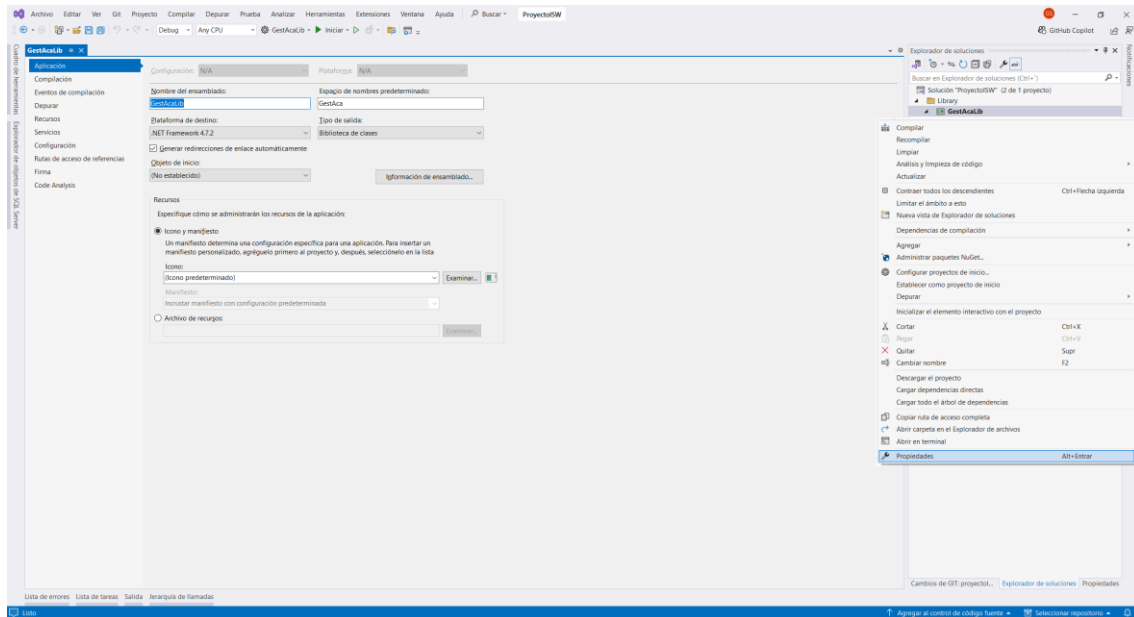 Archivo Editar Ver Git Proyecto Compilar Depurar Prueba Analizar Herramientas Extensiones Ventana Ayuda Buscar ProyectoISW
Debug Any CPU GestAcaLib Iniciar GitHub Copilot
Cuadro de herramientas
Explorador de objetos de SQL Server
GestAcaLib
Aplicación
Compilación
Eventos de compilación
Depurar
Recursos
Servicios
Configuración
Rutas de acceso de referencias
Firma
Code Analysis
Configuración: N/A Plataforma: N/A
Nombre del ensamblado: Espacio de nombres predeterminado:
GestAcaLib GestAca
Plataforma de destino: Tipo de salida:
.NET Framework 4.7.2 Biblioteca de clases
Generar redirecciones de enlace automáticamente
Objeto de inicio:
(No establecido) Información de ensamblado...
Recursos
Especifique cómo se administrarán los recursos de la aplicación:
Icono y manifiesto
Un manifiesto determina una configuración específica para una aplicación. Para insertar un
manifiesto personalizado, agréguelo primero al proyecto y, después, selecciónelo en la lista
Icono:
(Icono predeterminado) Examinar...
Manifiesto:
Incrustar manifiesto con configuración predeterminada
Archivo de recursos:
Examinar...
Explorador de soluciones
Buscar en Explorador de soluciones (Ctrl+´)
Solución "ProyectoISW" (2 de 1 proyecto)
Library
GestAcaLib
Notificaciones
Compilar
Recompilar
Limpiar
Análisis y limpieza de código
Actualizar
Contraer todos los descendientes Ctrl+Flecha izquierda
Limitar el ámbito a esto
Nueva vista de Explorador de soluciones
Dependencias de compilación
Agregar
Administrar paquetes NuGet...
Configurar proyectos de inicio...
Establecer como proyecto de inicio
Depurar
Inicializar el elemento interactivo con el proyecto
Cortar Ctrl+X
Pegar Ctrl+V
Quitar Supr
Cambiar nombre F2
Descargar el proyecto
Cargar dependencias directas
Cargar todo el árbol de dependencias
Copiar ruta de acceso completa
Abrir carpeta en el Explorador de archivos
Abrir en terminal
Propiedades Alt+Entrar
Cambios de GIT: proyectoI... Explorador de soluciones Propiedades
Lista de errores Lista de tareas Salida Jerarquía de llamadas
Listo Agregar al control de código fuente Seleccionar repositorio